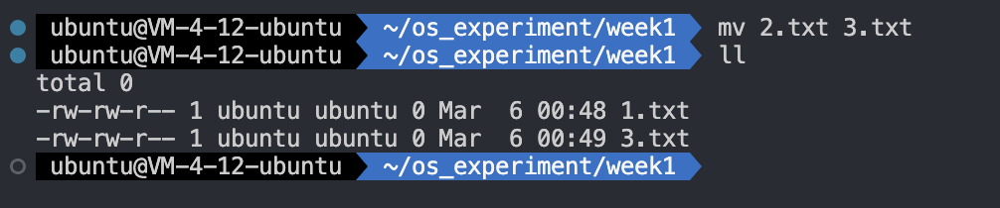 ubuntu@VM-4-12-ubuntu ~/os_experiment/week1 mv 2.txt 3.txt
ubuntu@VM-4-12-ubuntu ~/os_experiment/week1 ll
total 0
-rw-rw-r-- 1 ubuntu ubuntu 0 Mar  6 00:48 1.txt
-rw-rw-r-- 1 ubuntu ubuntu 0 Mar  6 00:49 3.txt
ubuntu@VM-4-12-ubuntu ~/os_experiment/week1